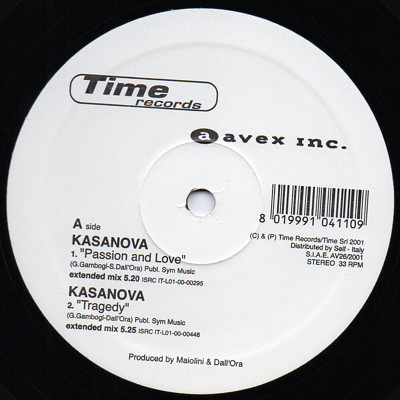 Time
records
a avex inc.
8 019991 041109
A side
KASANOVA
1. "Passion and Love"
(G.Gambogi-S.Dall'Ora) Publ. Sym Music
extended mix 5.20 ISRC IT-L01-00-00295
KASANOVA
2. "Tragedy"
(G.Gambogi-Dall'Ora) Publ. Sym Music
extended mix 5.25 ISRC IT-L01-00-00448
(C) & (P) Time Records/Time Srl 2001
Distributed by Self - Italy
S.I.A.E. AV26/2001
STEREO 33 RPM
Produced by Maiolini & Dall'Ora